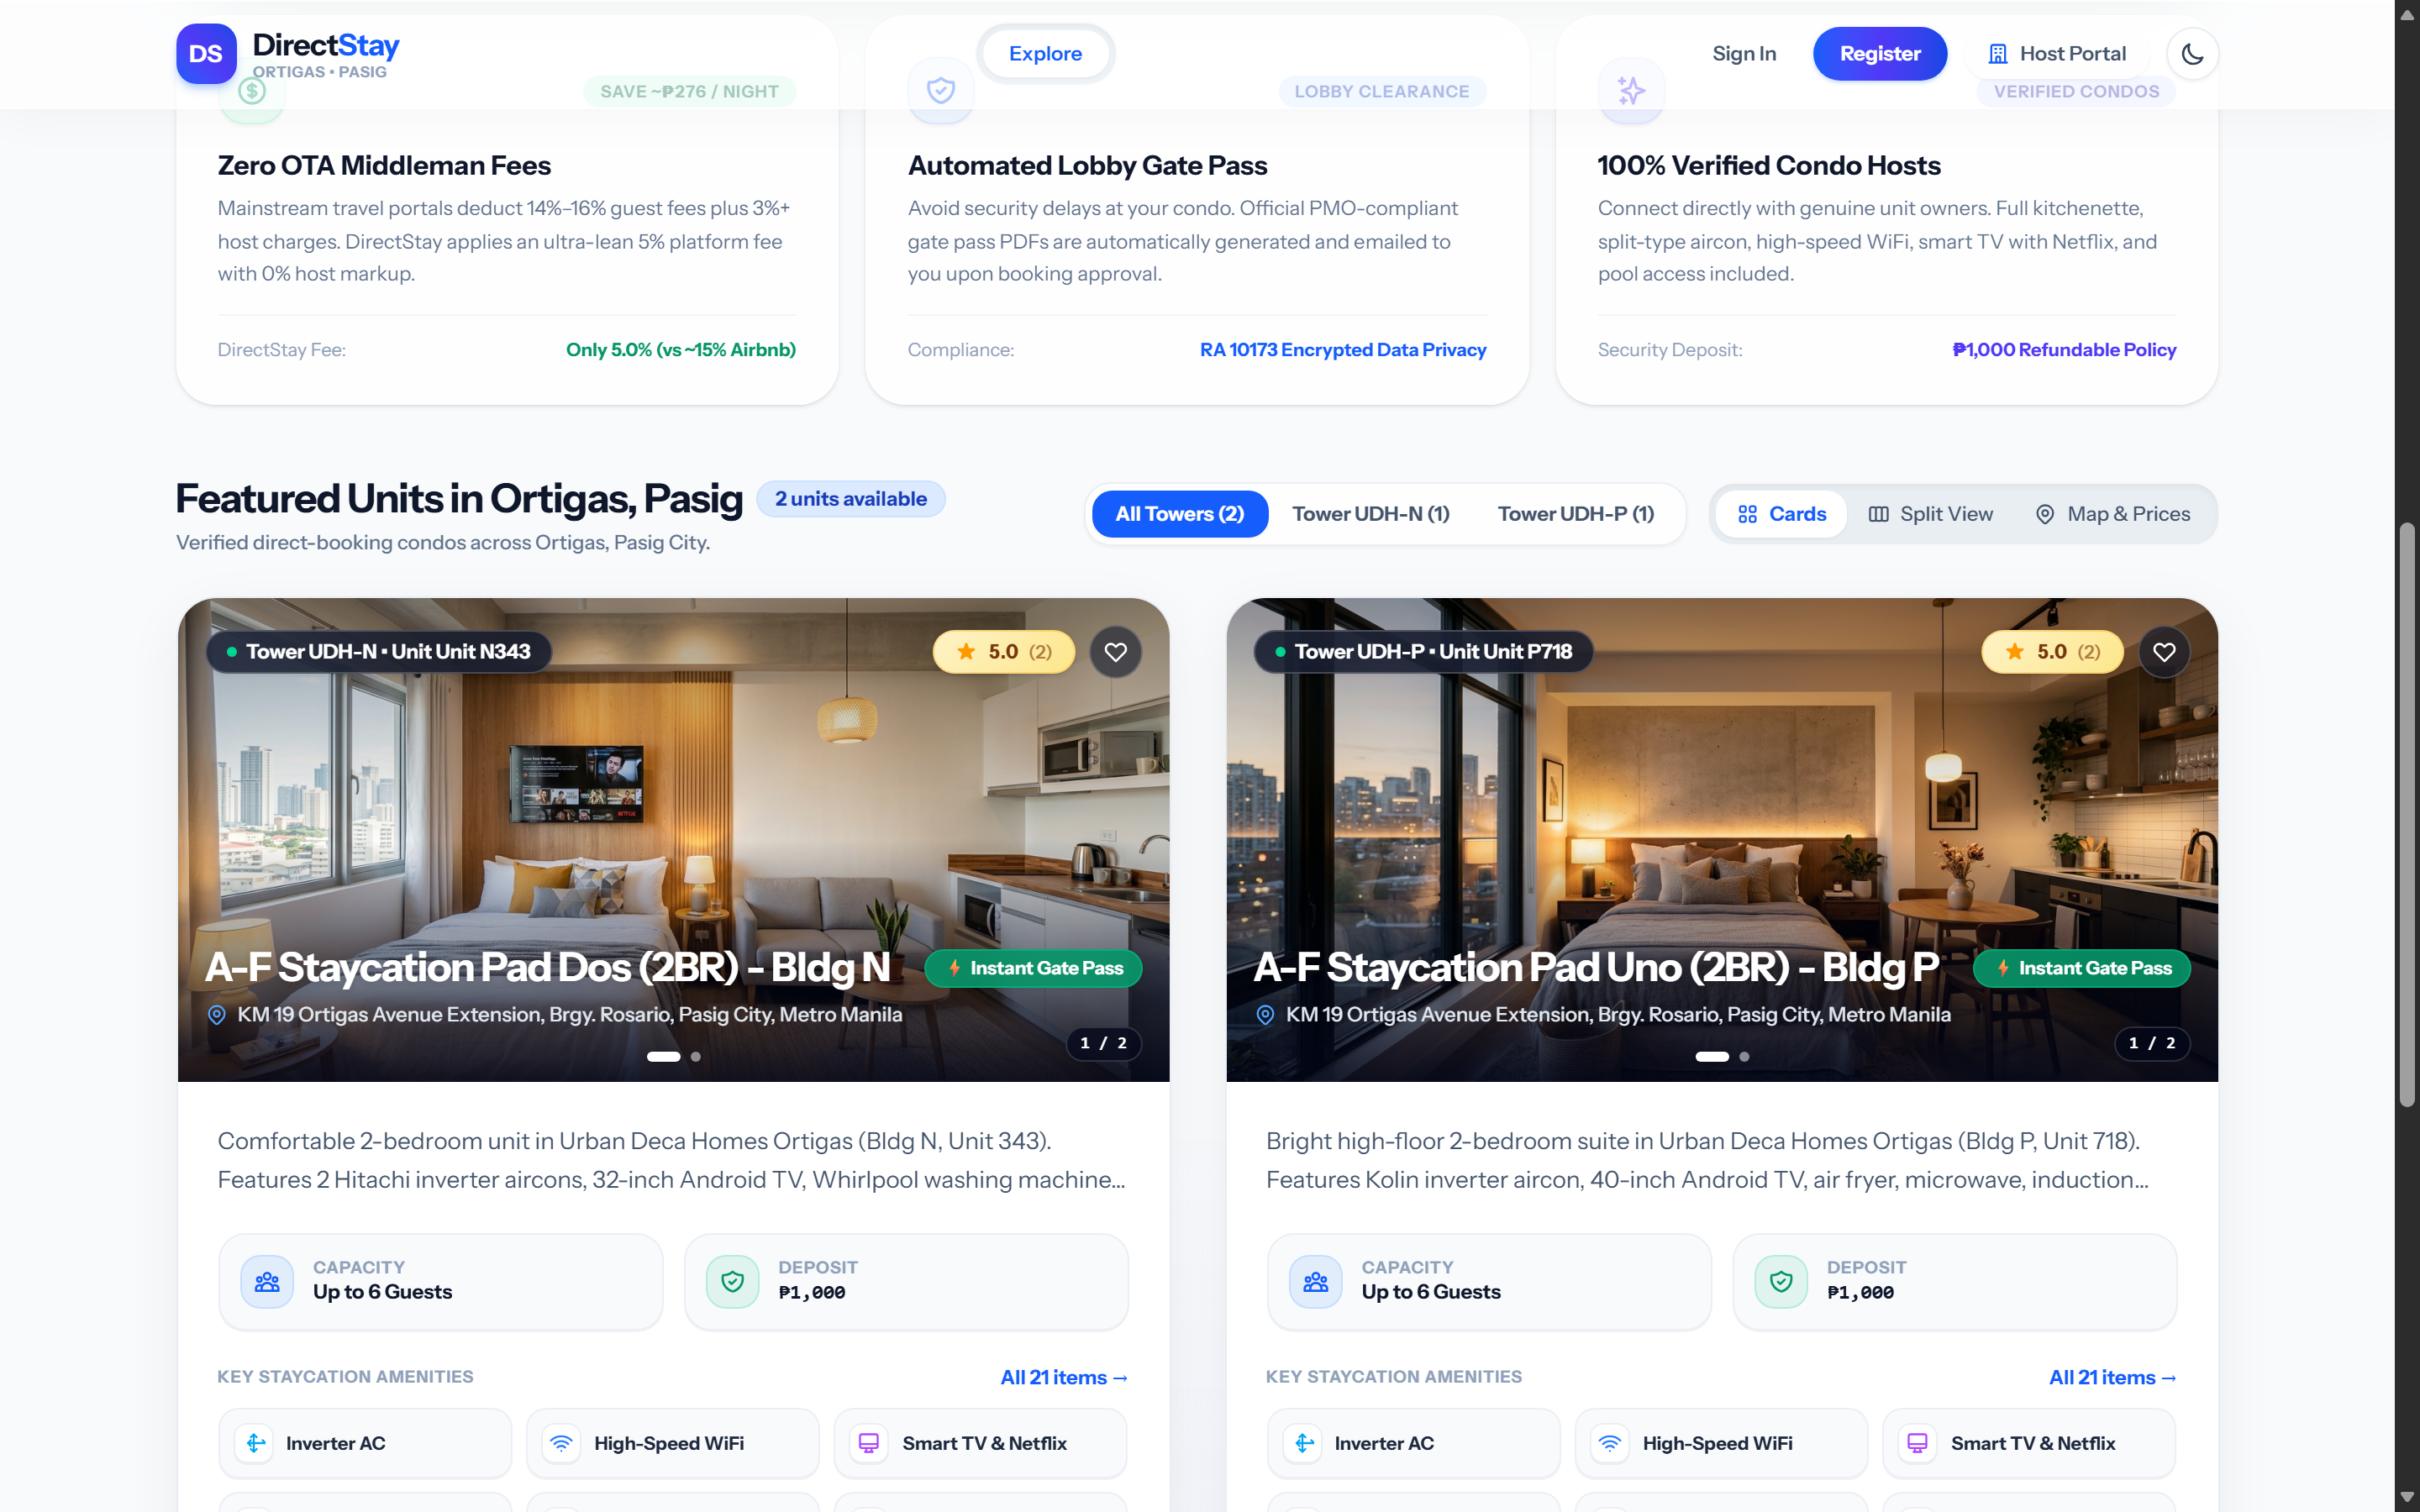 DS
DirectStay
ORTIGAS • PASIG
Explore
Sign In
Register
Host Portal
SAVE ~₱276 / NIGHT
LOBBY CLEARANCE
VERIFIED CONDOS
Zero OTA Middleman Fees
Mainstream travel portals deduct 14%–16% guest fees plus 3%+
host charges. DirectStay applies an ultra-lean 5% platform fee
with 0% host markup.
DirectStay Fee:
Only 5.0% (vs ~15% Airbnb)
Automated Lobby Gate Pass
Avoid security delays at your condo. Official PMO-compliant
gate pass PDFs are automatically generated and emailed to
you upon booking approval.
Compliance:
RA 10173 Encrypted Data Privacy
100% Verified Condo Hosts
Connect directly with genuine unit owners. Full kitchenette,
split-type aircon, high-speed WiFi, smart TV with Netflix, and
pool access included.
Security Deposit:
₱1,000 Refundable Policy
Featured Units in Ortigas, Pasig
2 units available
Verified direct-booking condos across Ortigas, Pasig City.
All Towers (2)
Tower UDH-N (1)
Tower UDH-P (1)
Cards
Split View
Map & Prices
Tower UDH-N • Unit Unit N343
5.0 (2)
NETFLIX
A-F Staycation Pad Dos (2BR) - Bldg N
Instant Gate Pass
KM 19 Ortigas Avenue Extension, Brgy. Rosario, Pasig City, Metro Manila
1 / 2
Comfortable 2-bedroom unit in Urban Deca Homes Ortigas (Bldg N, Unit 343).
Features 2 Hitachi inverter aircons, 32-inch Android TV, Whirlpool washing machine...
CAPACITY
Up to 6 Guests
DEPOSIT
₱1,000
KEY STAYCATION AMENITIES
All 21 items →
Inverter AC
High-Speed WiFi
Smart TV & Netflix
Tower UDH-P • Unit Unit P718
5.0 (2)
A-F Staycation Pad Uno (2BR) - Bldg P
Instant Gate Pass
KM 19 Ortigas Avenue Extension, Brgy. Rosario, Pasig City, Metro Manila
1 / 2
Bright high-floor 2-bedroom suite in Urban Deca Homes Ortigas (Bldg P, Unit 718).
Features Kolin inverter aircon, 40-inch Android TV, air fryer, microwave, induction...
CAPACITY
Up to 6 Guests
DEPOSIT
₱1,000
KEY STAYCATION AMENITIES
All 21 items →
Inverter AC
High-Speed WiFi
Smart TV & Netflix